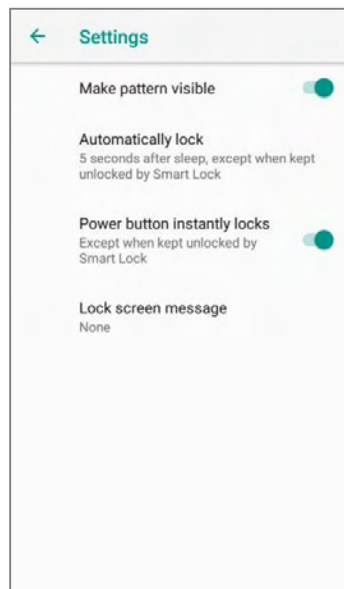 Settings
Make pattern visible
Automatically lock
5 seconds after sleep, except when kept
unlocked by Smart Lock
Power button instantly locks
Except when kept unlocked by
Smart Lock
Lock screen message
None